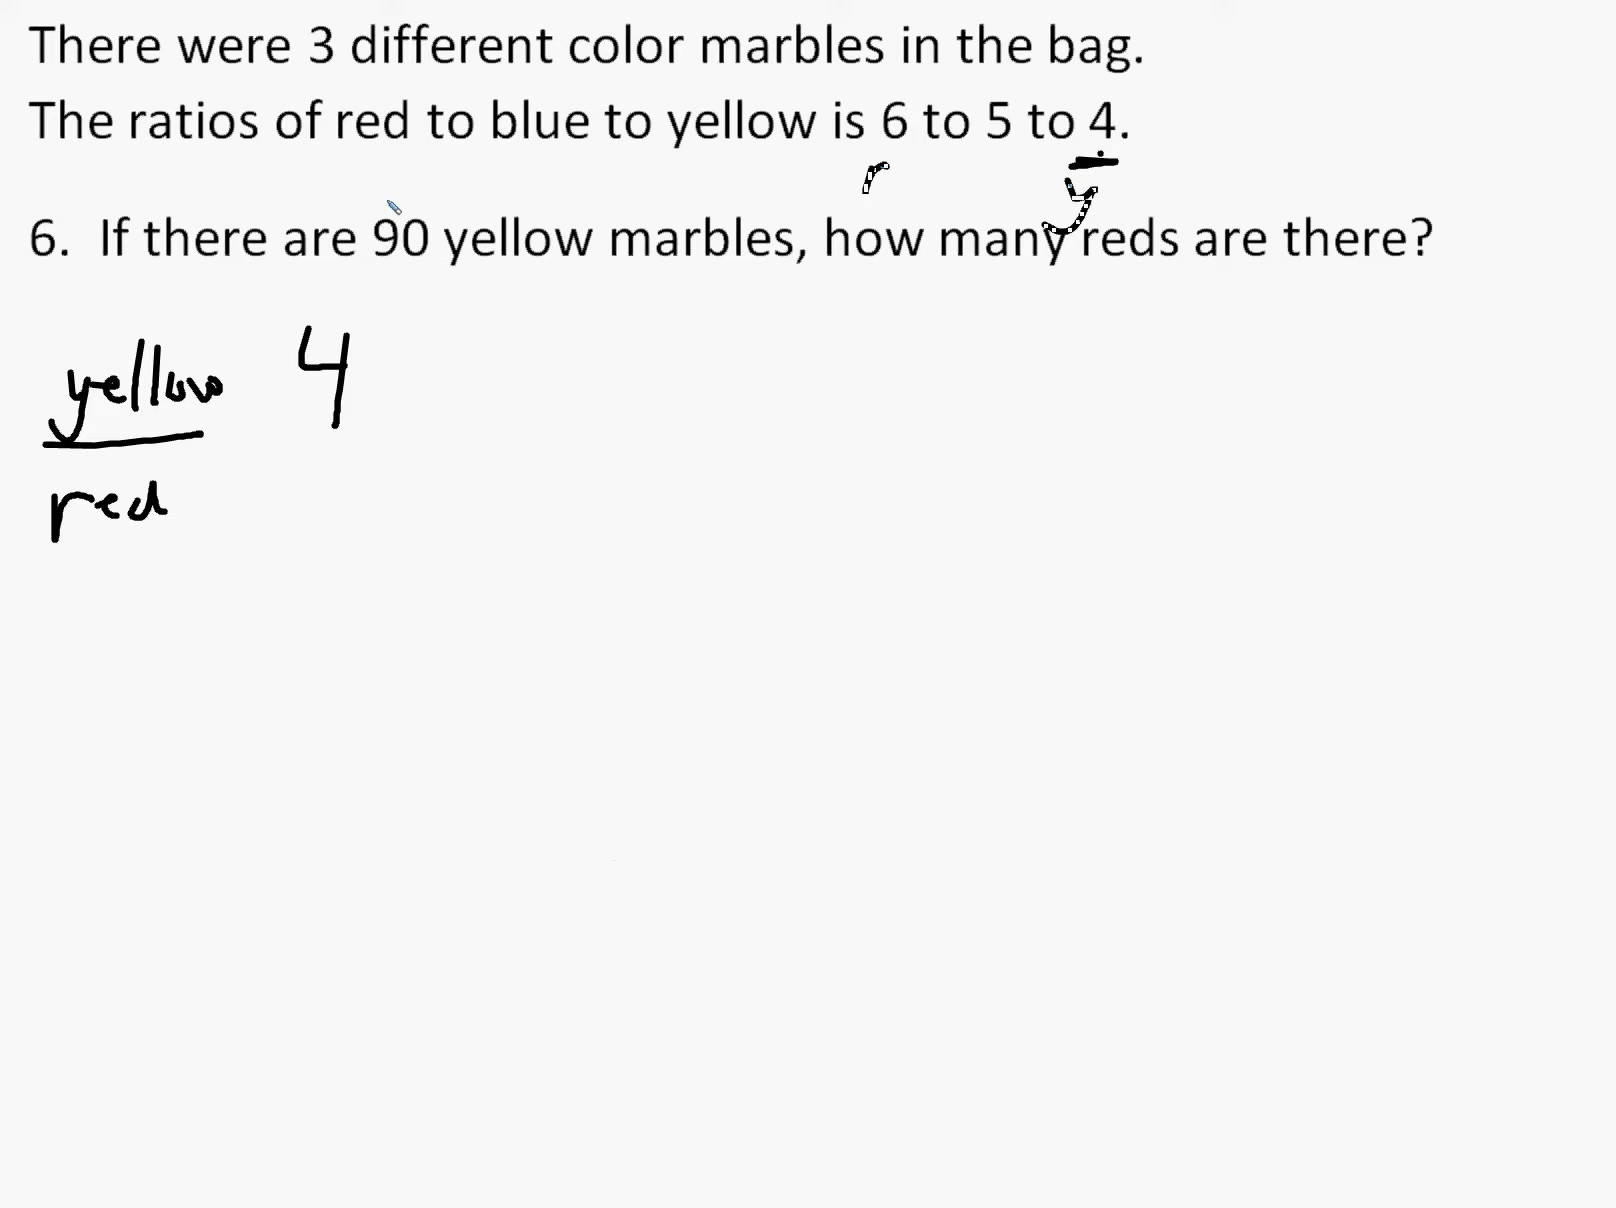 There were 3 different color marbles in the bag.
The ratios of red to blue to yellow is 6 to 5 to 4.
r y
6. If there are 90 yellow marbles, how many reds are there?
yellow 4
red